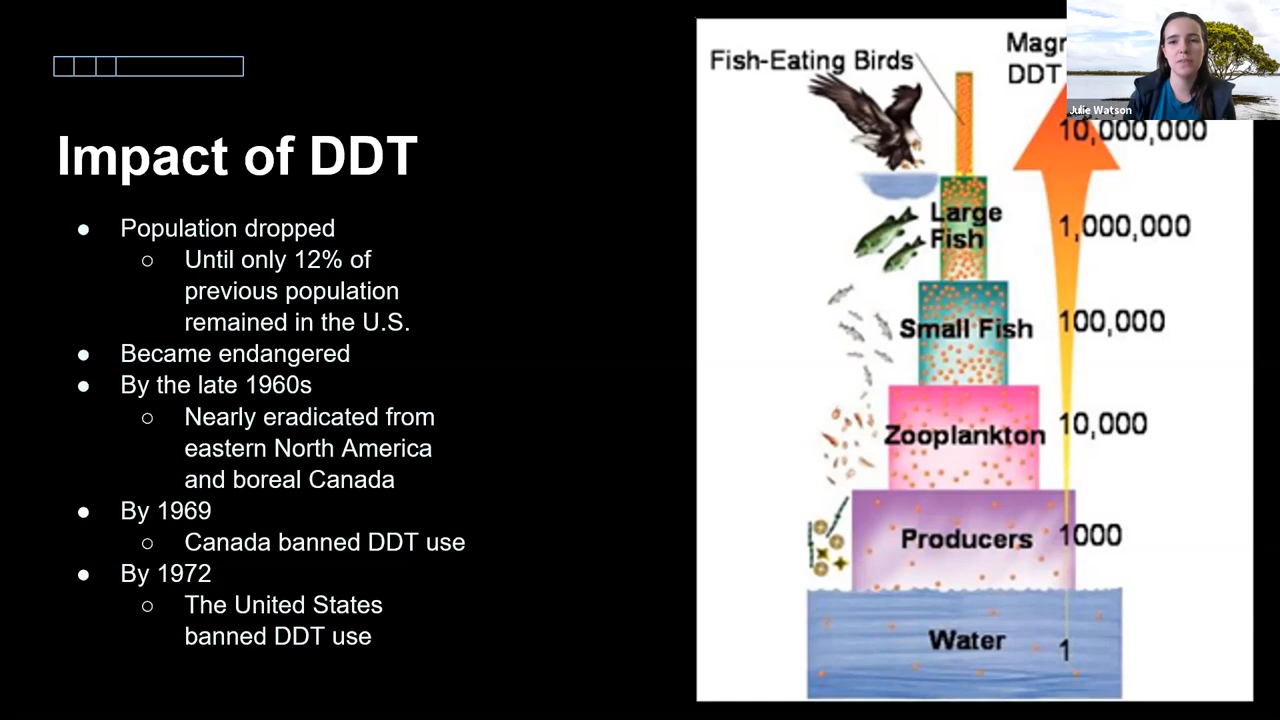 Impact of DDT
● Population dropped
○ Until only 12% of
previous population
remained in the U.S.
● Became endangered
● By the late 1960s
○ Nearly eradicated from
eastern North America
and boreal Canada
● By 1969
○ Canada banned DDT use
● By 1972
○ The United States
banned DDT use
Fish-Eating Birds
DDT
10,000,000
Large
Fish
1,000,000
Small Fish
100,000
Zooplankton
10,000
Producers
1000
Water
1
Julie Watson